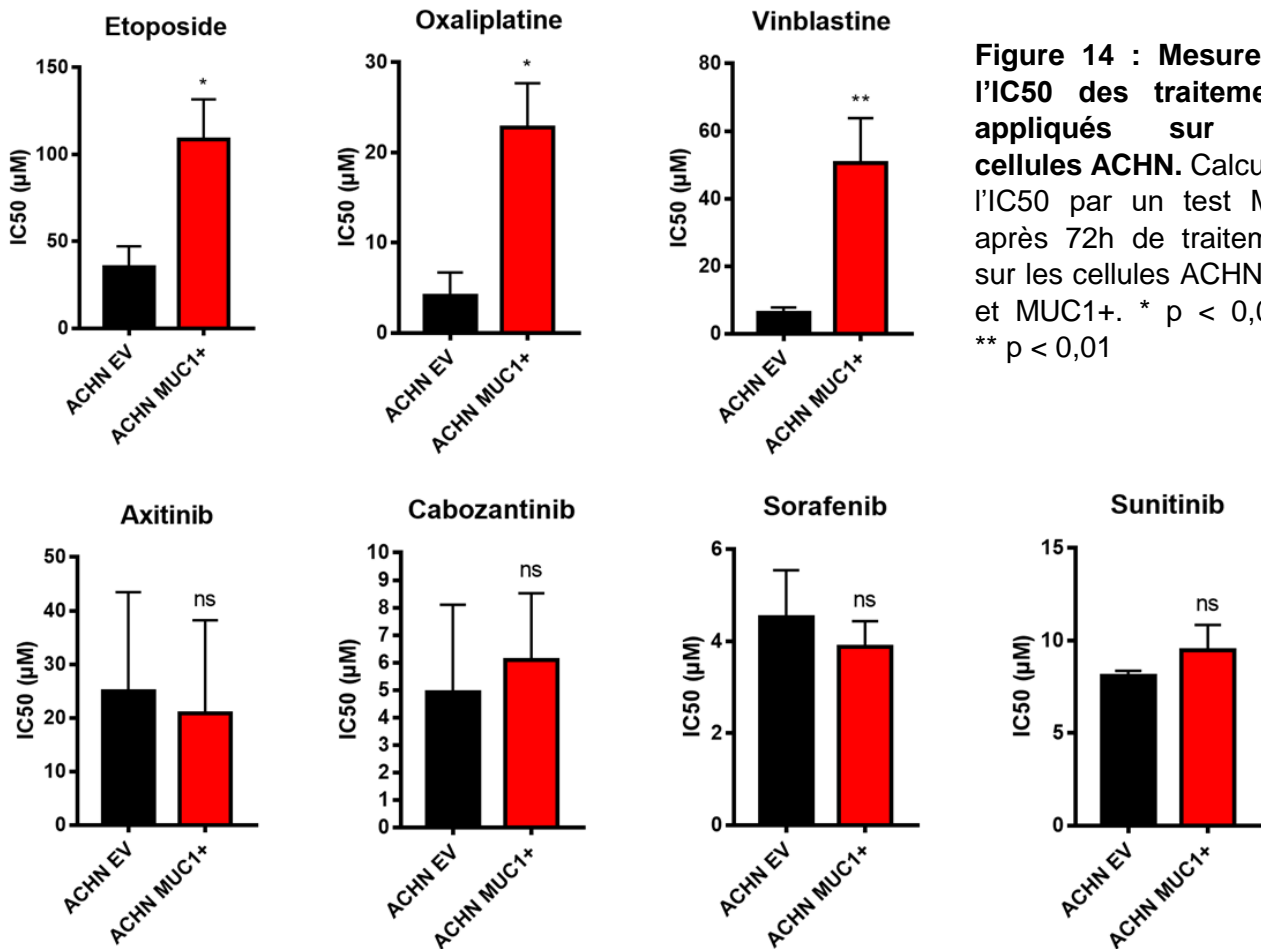 Etoposide
150
100
50
0
IC50 (µM)
*
ACHN EV
ACHN MUC1+
Oxaliplatine
30
20
10
0
IC50 (µM)
*
ACHN EV
ACHN MUC1+
Vinblastine
80
60
40
20
0
IC50 (µM)
**
ACHN EV
ACHN MUC1+
Figure 14 : Mesure
l'IC50 des traiteme
appliqués sur
cellules ACHN. Calcu
l'IC50 par un test M
après 72h de traitem
sur les cellules ACHN
et MUC1+. * p < 0,0
** p < 0,01
Axitinib
50
40
30
20
10
0
IC50 (µM)
ns
ACHN EV
ACHN MUC1+
Cabozantinib
10
9
8
7
6
5
4
3
2
1
0
IC50 (µM)
ns
ACHN EV
ACHN MUC1+
Sorafenib
6
4
2
0
IC50 (µM)
ns
ACHN EV
ACHN MUC1+
Sunitinib
15
10
5
0
IC50 (µM)
ns
ACHN EV
ACHN MUC1+